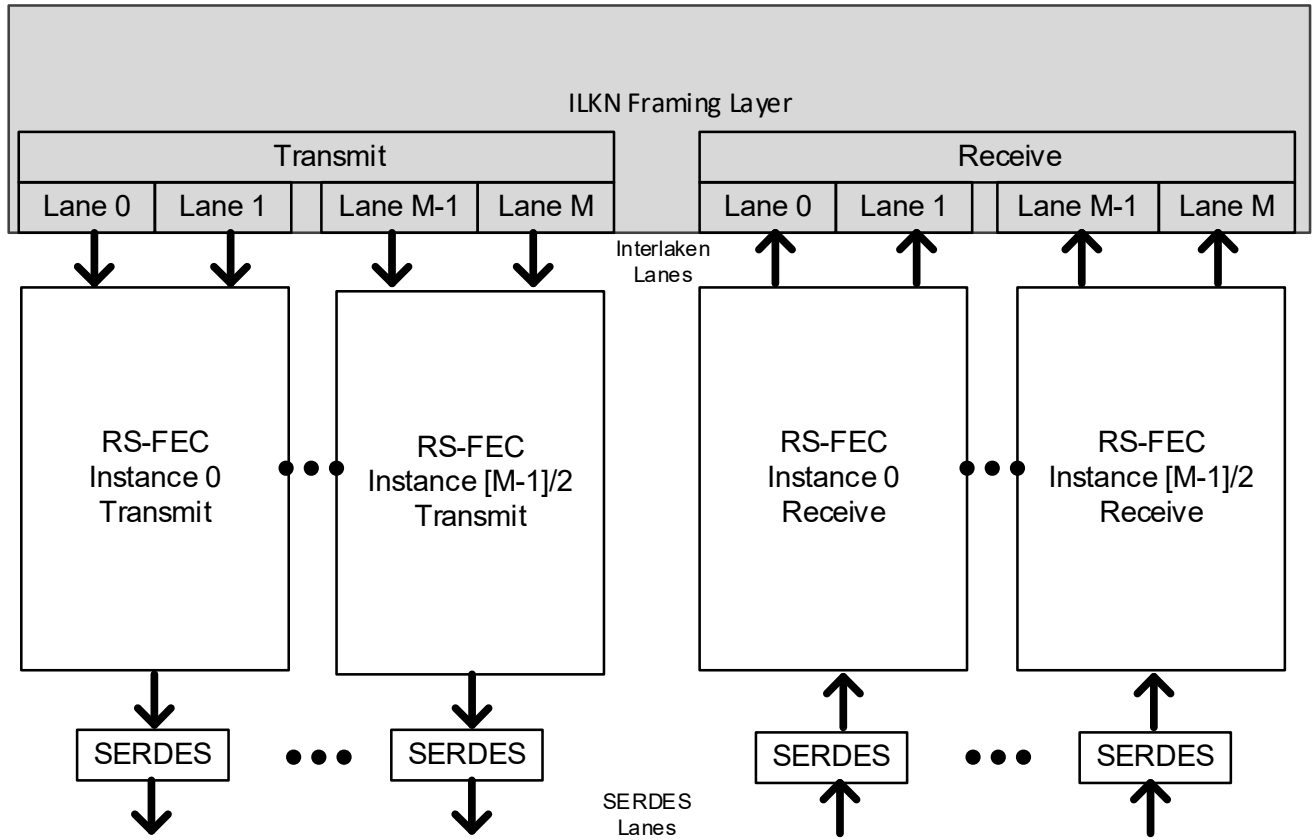 ILKN Framing Layer
Transmit
Receive
Lane 0
Lane 1
Lane M-1
Lane M
Lane 0
Lane 1
Lane M-1
Lane M
Interlaken
Lanes
RS-FEC
Instance 0
Transmit
RS-FEC
Instance [M-1]/2
Transmit
RS-FEC
Instance 0
Receive
RS-FEC
Instance [M-1]/2
Receive
SERDES
SERDES
SERDES
SERDES
SERDES
Lanes